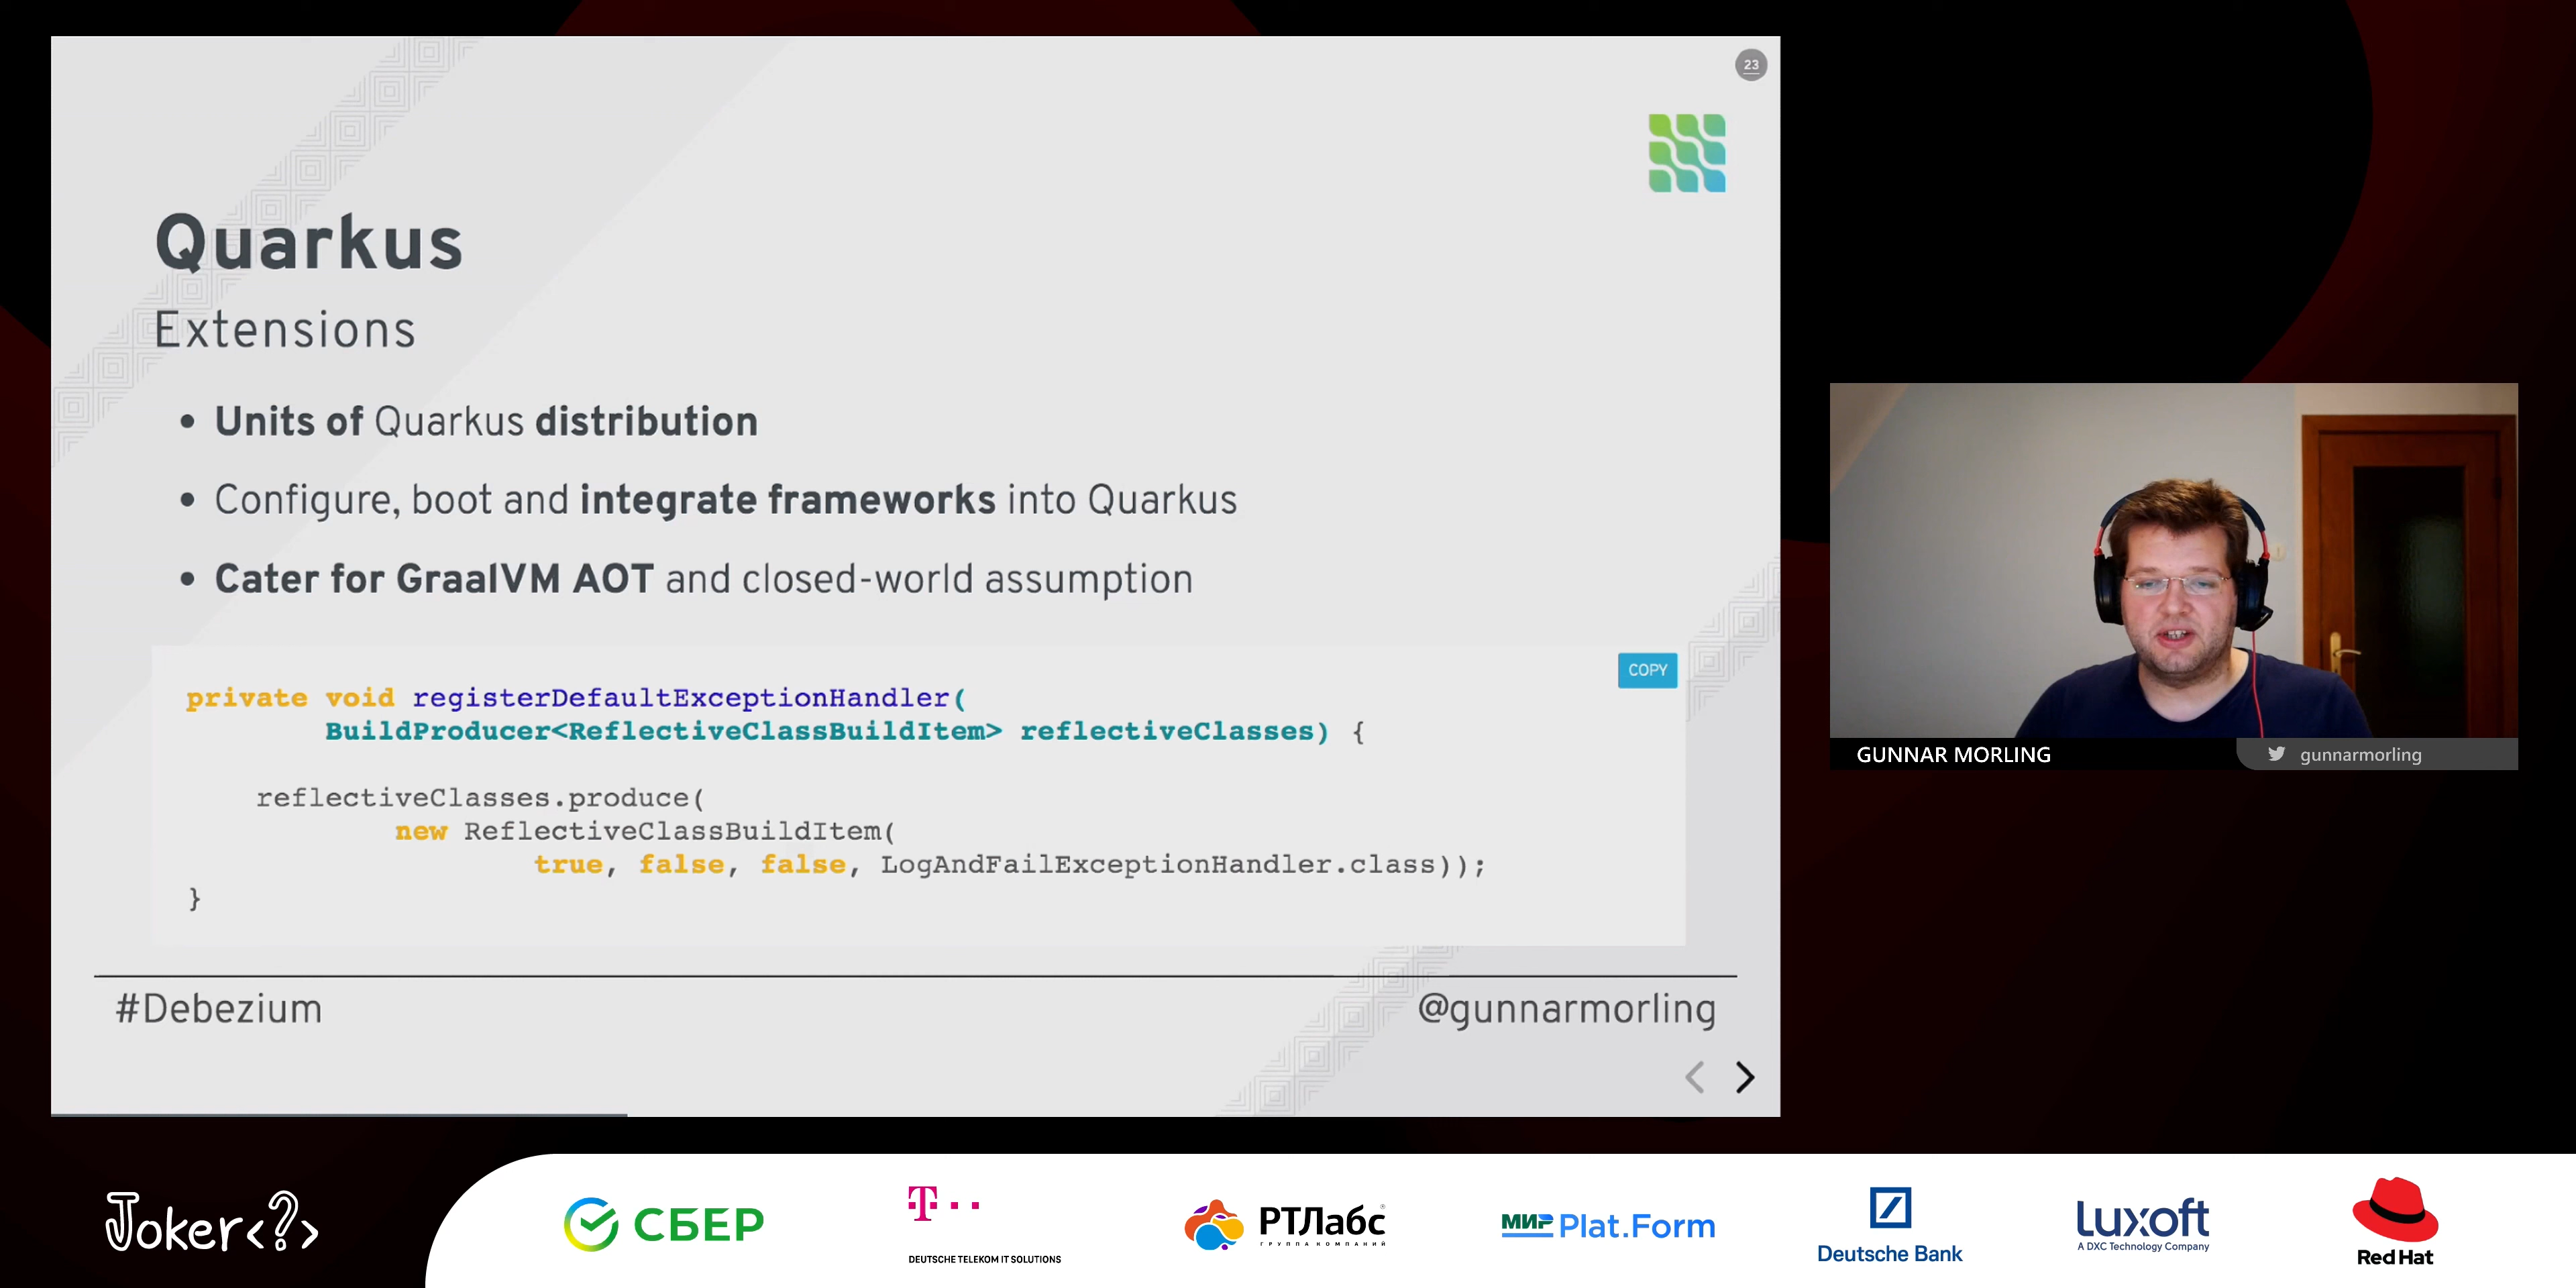 23
Quarkus
Extensions
• Units of Quarkus distribution
• Configure, boot and integrate frameworks into Quarkus
• Cater for GraalVM AOT and closed-world assumption
COPY
private void registerDefaultExceptionHandler(
BuildProducer<ReflectiveClassBuildItem> reflectiveClasses) {
reflectiveClasses.produce(
new ReflectiveClassBuildItem(
true, false, false, LogAndFailExceptionHandler.class));
}
#Debezium
@gunnarmorling
GUNNAR MORLING
gunnarmorling
Joker<?>
СБЕР
T
DEUTSCHE TELEKOM IT SOLUTIONS
РТЛабс
ГРУППА КОМПАНИЙ
МИР Plat.Form
Deutsche Bank
Luxoft
A DXC Technology Company
Red Hat